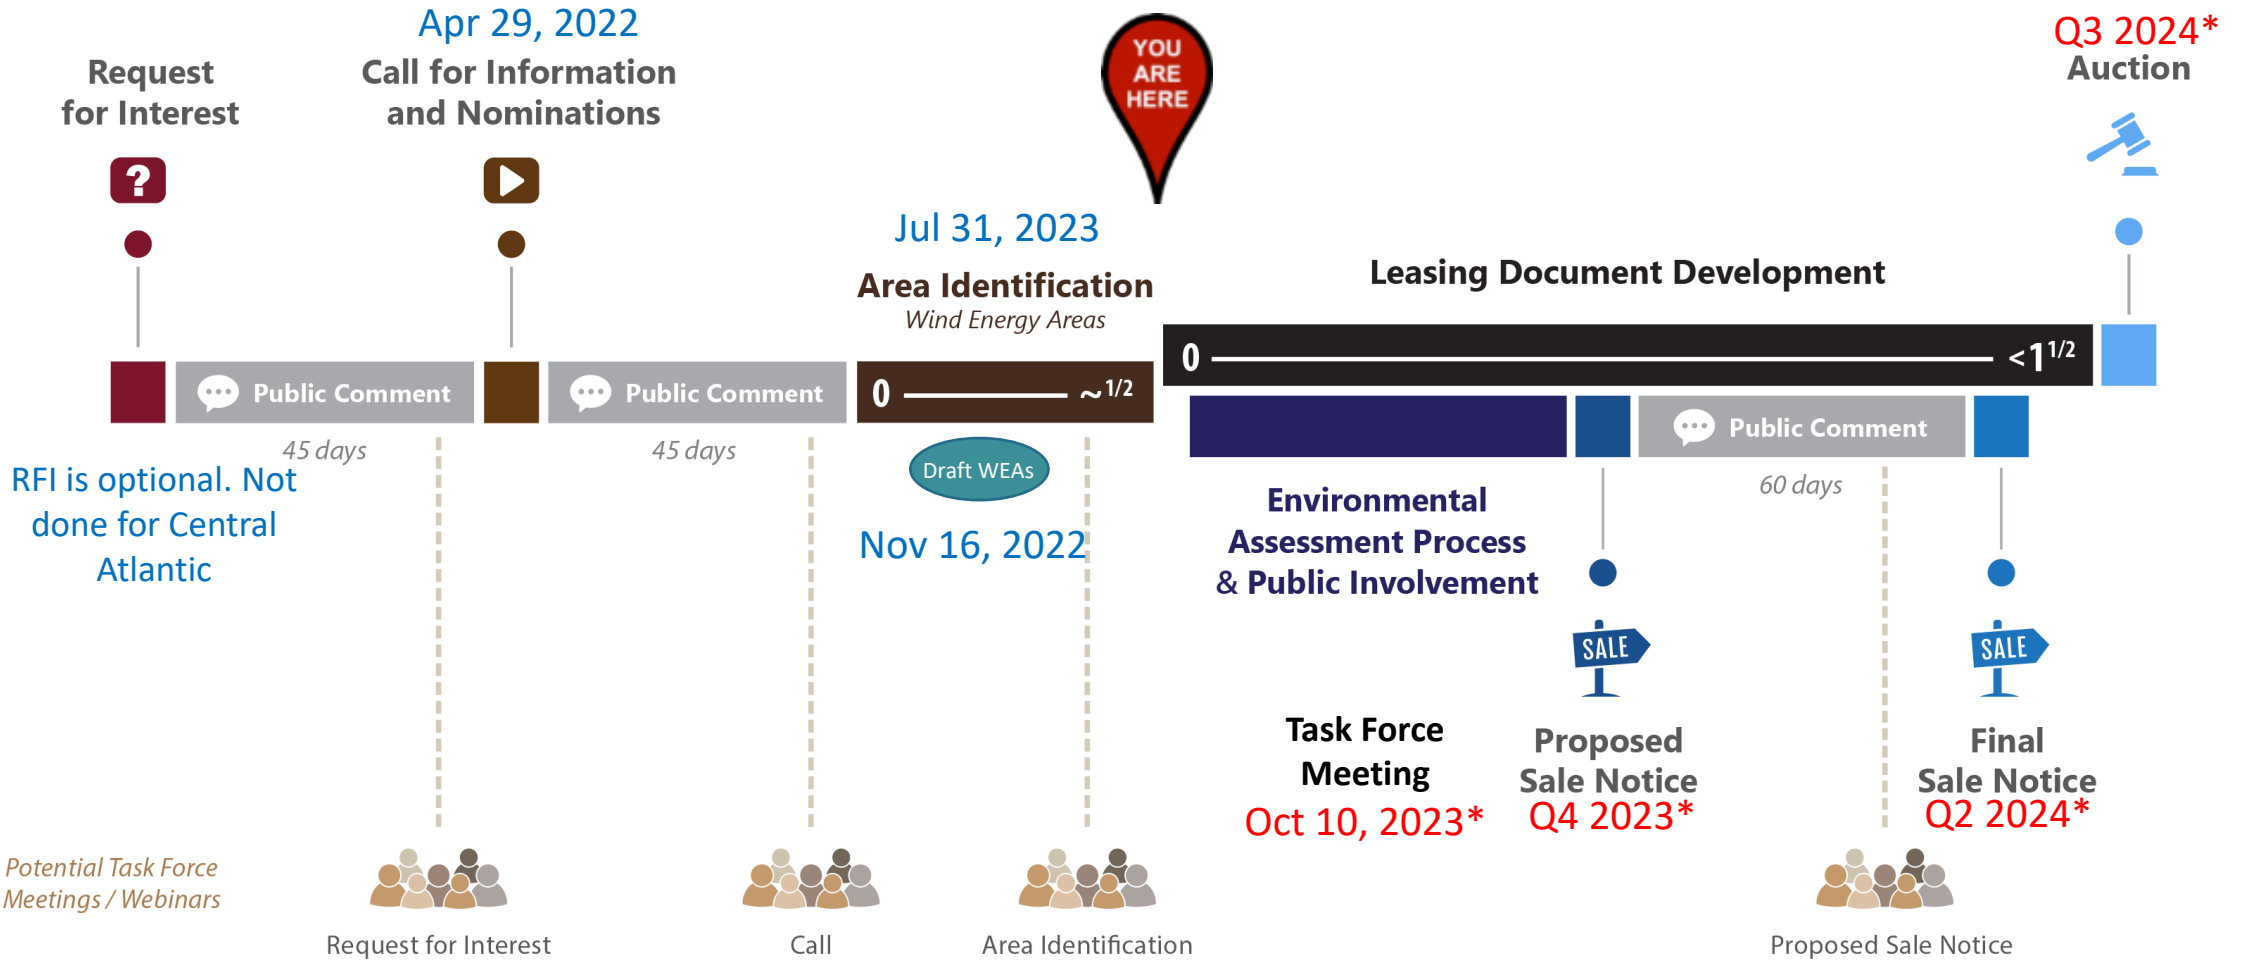 Apr 29, 2022
Q3 2024*
YOU
ARE
HERE
Request
for Interest
Call for Information
and Nominations
Auction
?
Jul 31, 2023
Area Identification
Wind Energy Areas
Leasing Document Development
0 <1 1/2
Public Comment
Public Comment
0 ~1/2
Public Comment
45 days
45 days
60 days
RFI is optional. Not
done for Central
Atlantic
Draft WEAs
Nov 16, 2022
Environmental
Assessment Process
& Public Involvement
SALE
SALE
Task Force
Meeting
Oct 10, 2023*
Proposed
Sale Notice
Q4 2023*
Final
Sale Notice
Q2 2024*
Potential Task Force
Meetings / Webinars
Request for Interest
Call
Area Identification
Proposed Sale Notice